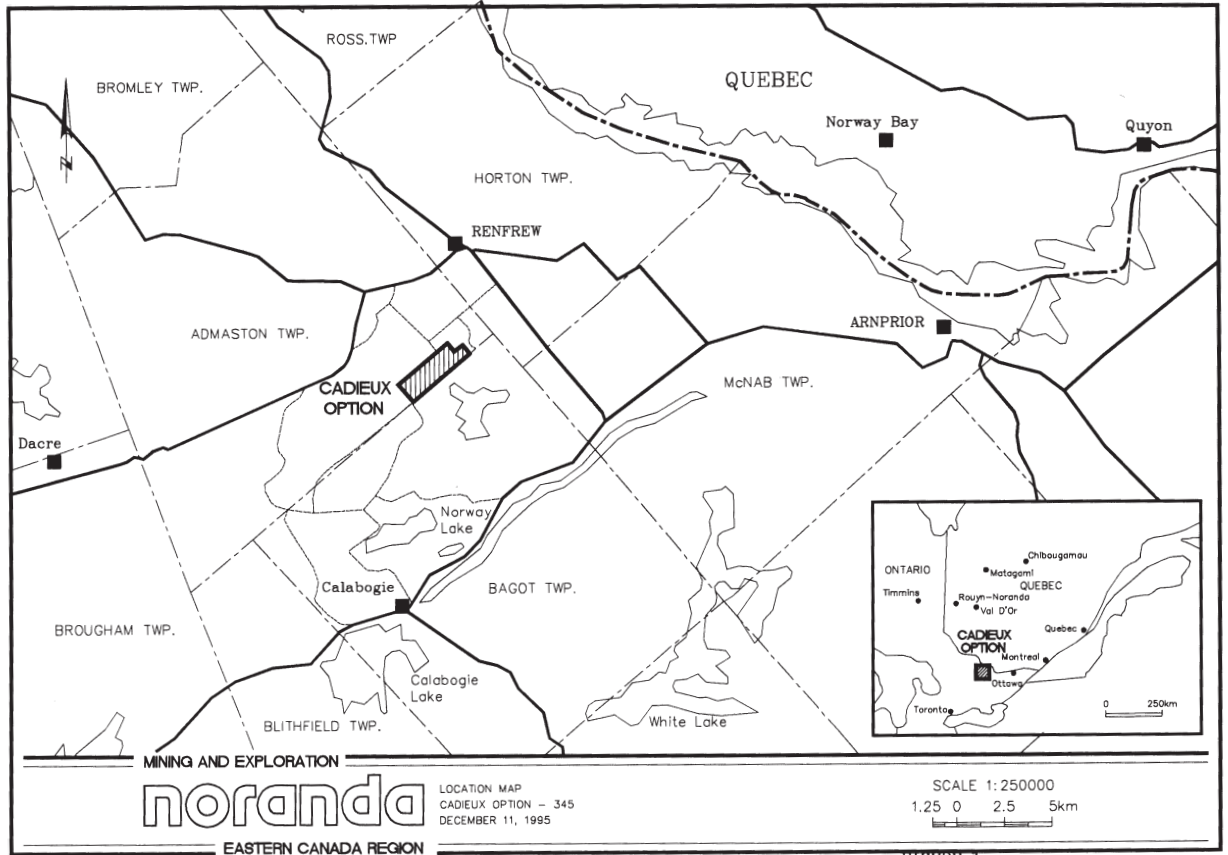 ROSS.TWP
BROMLEY TWP.
QUEBEC
Norway Bay
Quyon
N
HORTON TWP.
RENFREW
ADMASTON TWP.
ARNPRIOR
CADIEUX
OPTION
McNAB TWP.
Dacre
Norway
Lake
Calabogie
BAGOT TWP.
BROUGHAM TWP.
Calabogie
Lake
BLITHFIELD TWP.
White Lake
Chibougamau
ONTARIO
Matagami
QUEBEC
Timmins
Rouyn-Noranda
Val D'Or
Quebec
CADIEUX
OPTION
Montreal
Ottawa
Toronto
0 250km
MINING AND EXPLORATION
noranda
LOCATION MAP
CADIEUX OPTION - 345
DECEMBER 11, 1995
EASTERN CANADA REGION
SCALE 1:250000
1.25 0 2.5 5km